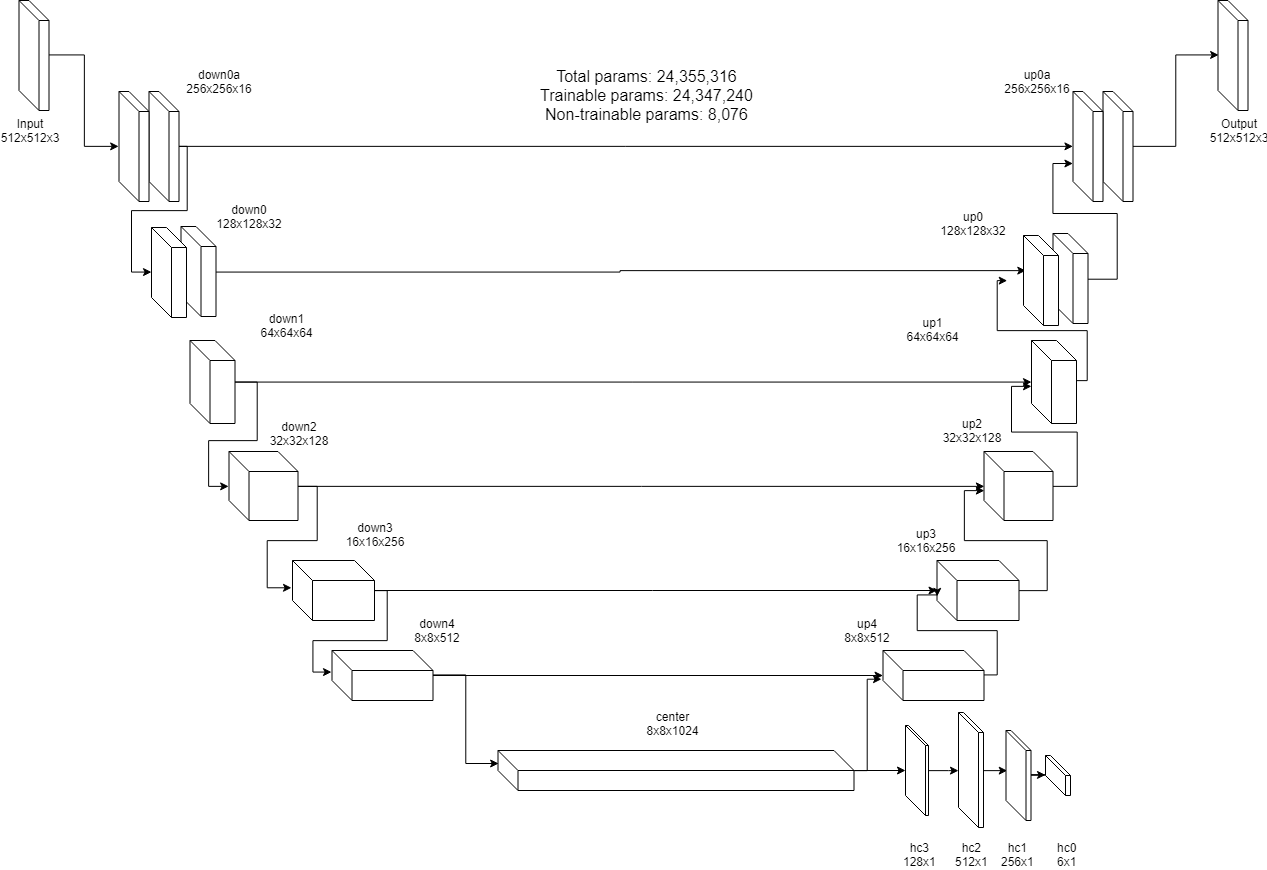 Input
512x512x3
down0a
256x256x16
Total params: 24,355,316
Trainable params: 24,347,240
Non-trainable params: 8,076
up0a
256x256x16
Output
512x512x3
down0
128x128x32
up0
128x128x32
down1
64x64x64
up1
64x64x64
down2
32x32x128
up2
32x32x128
down3
16x16x256
up3
16x16x256
down4
8x8x512
up4
8x8x512
center
8x8x1024
hc3
128x1
hc2
512x1
hc1
256x1
hc0
6x1